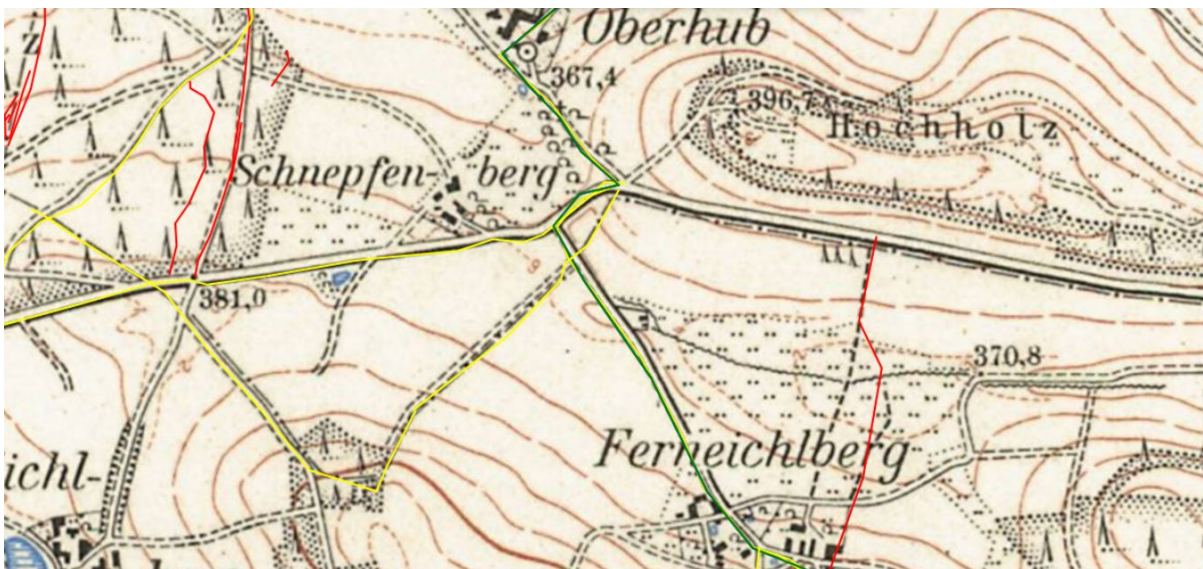 Oberhub
367,4
396,7
Hochholz
Schnepfen-
berg
381,0
370,8
Ferneichlberg
ichl-